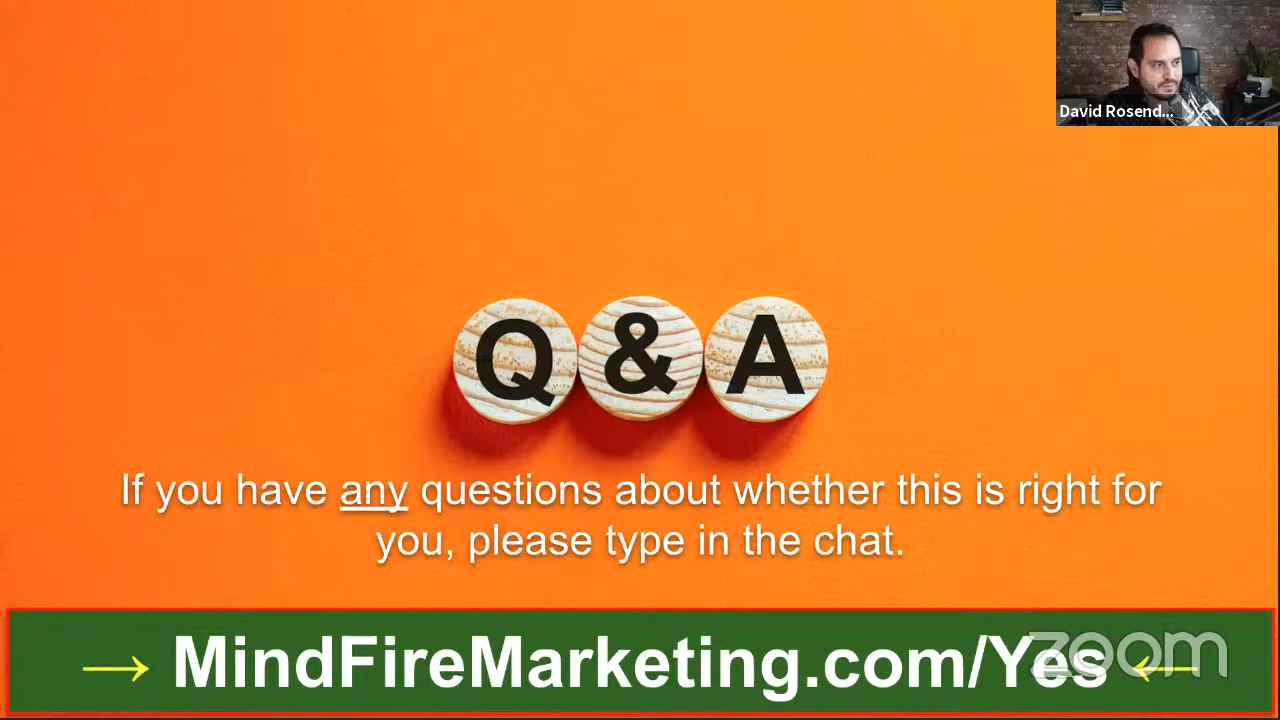 David Rosend...
Q&A
If you have any questions about whether this is right for
you, please type in the chat.
→ MindFireMarketing.com/Yes ←
zoom